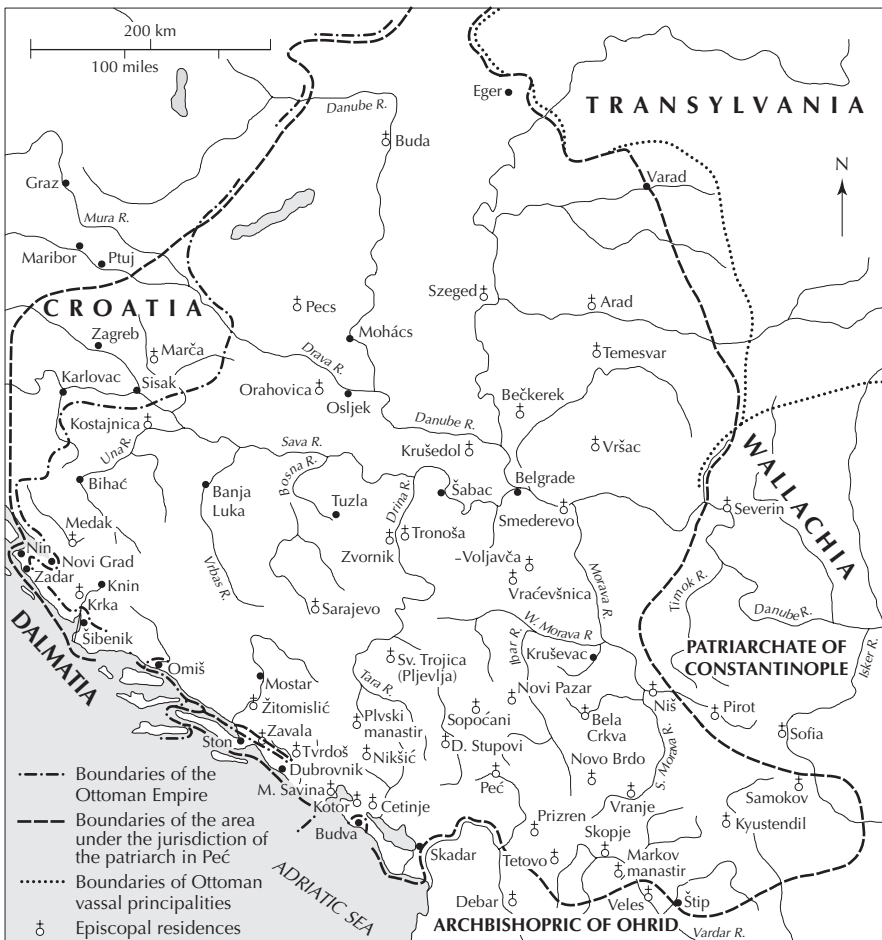 200 km
100 miles
Danube R.
Eger
TRANSYLVANIA
Buda
N
Graz
Varad
Mura R.
Maribor
Ptuj
CROATIA
Szeged
Pecs
Arad
Zagreb
Mohács
Marča
Drava R.
Temesvar
Karlovac
Sisak
Orahovica
Osljek
Bečkerek
Kostajnica
Danube R.
Una R.
Sava R.
Krušedol
Vršac
WALLACHIA
Bihać
Banja
Luka
Bosna R.
Tuzla
Drina R.
Šabac
Belgrade
Smederevo
Severin
Medak
Nin
Novi Grad
Zadar
Zvornik
Tronoša
-Voljavča
Vrbas R.
Vraćevšnica
Morava R.
Timok R.
Knin
Krka
Šibenik
Sarajevo
Danube R.
DALMATIA
W. Morava R
Ibar R.
Kruševac
PATRIARCHATE OF
CONSTANTINOPLE
Isker R.
Omiš
Mostar
Sv. Trojica
(Pljevlja)
Tara R.
Novi Pazar
Niš
Žitomislić
Sopoćani
Bela
Crkva
Pirot
Sofia
Ston
Zavala
Plvski
manastir
S. Morava R.
Tvrdoš
Nikšić
D. Stupovi
Dubrovnik
Novo Brdo
Peć
M. Savina
Vranje
Samokov
Kotor
Cetinje
Prizren
Kyustendil
Budva
Skopje
Skadar
Tetovo
Markov
manastir
Debar
Veles
Štip
ADRIATIC SEA
ARCHBISHOPRIC OF OHRID
Vardar R.
Boundaries of the
Ottoman Empire
Boundaries of the area
under the jurisdiction of
the patriarch in Peć
Boundaries of Ottoman
vassal principalities
Episcopal residences